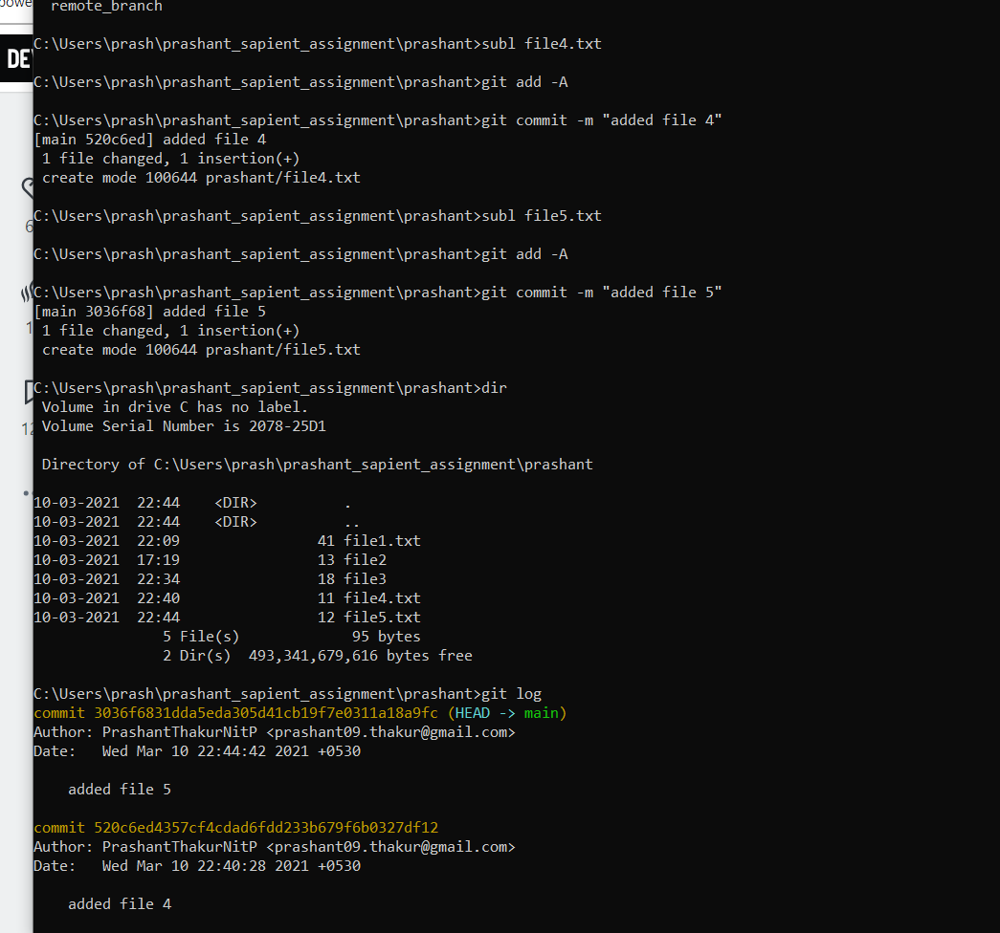 remote_branch
C:\Users\prash\prashant_sapient_assignment\prashant>subl file4.txt
DE
C:\Users\prash\prashant_sapient_assignment\prashant>git add -A
C:\Users\prash\prashant_sapient_assignment\prashant>git commit -m "added file 4"
[main 520c6ed] added file 4
1 file changed, 1 insertion(+)
create mode 100644 prashant/file4.txt
C:\Users\prash\prashant_sapient_assignment\prashant>subl file5.txt
C:\Users\prash\prashant_sapient_assignment\prashant>git add -A
C:\Users\prash\prashant_sapient_assignment\prashant>git commit -m "added file 5"
[main 3036f68] added file 5
1 file changed, 1 insertion(+)
create mode 100644 prashant/file5.txt
C:\Users\prash\prashant_sapient_assignment\prashant>dir
Volume in drive C has no label.
Volume Serial Number is 2078-25D1
Directory of C:\Users\prash\prashant_sapient_assignment\prashant
10-03-2021 22:44 <DIR> .
10-03-2021 22:44 <DIR> ..
10-03-2021 22:09 41 file1.txt
10-03-2021 17:19 13 file2
10-03-2021 22:34 18 file3
10-03-2021 22:40 11 file4.txt
10-03-2021 22:44 12 file5.txt
5 File(s) 95 bytes
2 Dir(s) 493,341,679,616 bytes free
C:\Users\prash\prashant_sapient_assignment\prashant>git log
commit 3036f6831dda5eda305d41cb19f7e0311a18a9fc (HEAD -> main)
Author: PrashantThakurNitP <prashant09.thakur@gmail.com>
Date: Wed Mar 10 22:44:42 2021 +0530
added file 5
commit 520c6ed4357cf4cdad6fdd233b679f6b0327df12
Author: PrashantThakurNitP <prashant09.thakur@gmail.com>
Date: Wed Mar 10 22:40:28 2021 +0530
added file 4